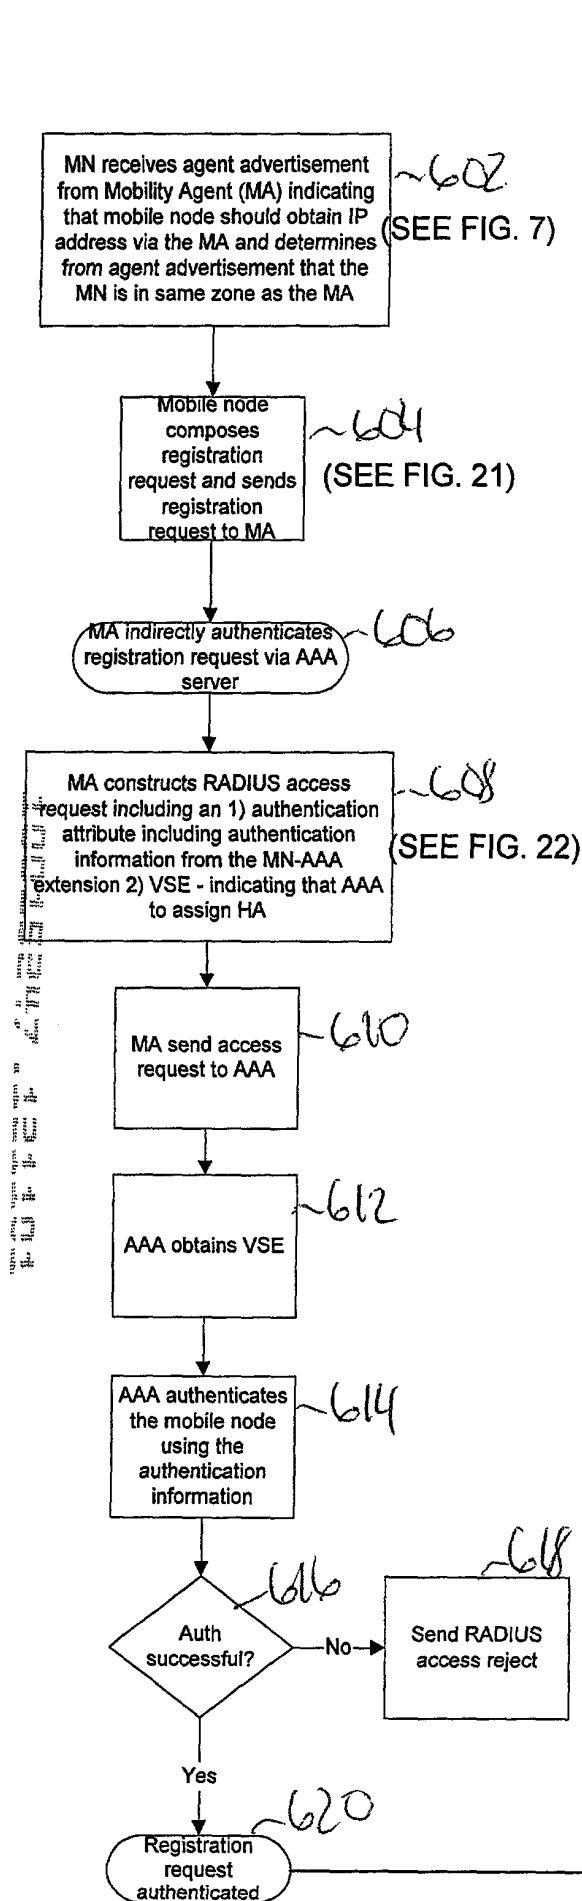 MN receives agent advertisement
from Mobility Agent (MA) indicating
that mobile node should obtain IP
address via the MA and determines
from agent advertisement that the
MN is in same zone as the MA
602
(SEE FIG. 7)
Mobile node
composes
registration
request and sends
registration
request to MA
604
(SEE FIG. 21)
MA indirectly authenticates
registration request via AAA
server
606
MA constructs RADIUS access
request including an 1) authentication
attribute including authentication
information from the MN-AAA
extension 2) VSE - indicating that AAA
to assign HA
608
(SEE FIG. 22)
MA send access
request to AAA
610
AAA obtains VSE
612
AAA authenticates
the mobile node
using the
authentication
information
614
Auth
successful?
616
No
Send RADIUS
access reject
618
Yes
Registration
request
authenticated
620